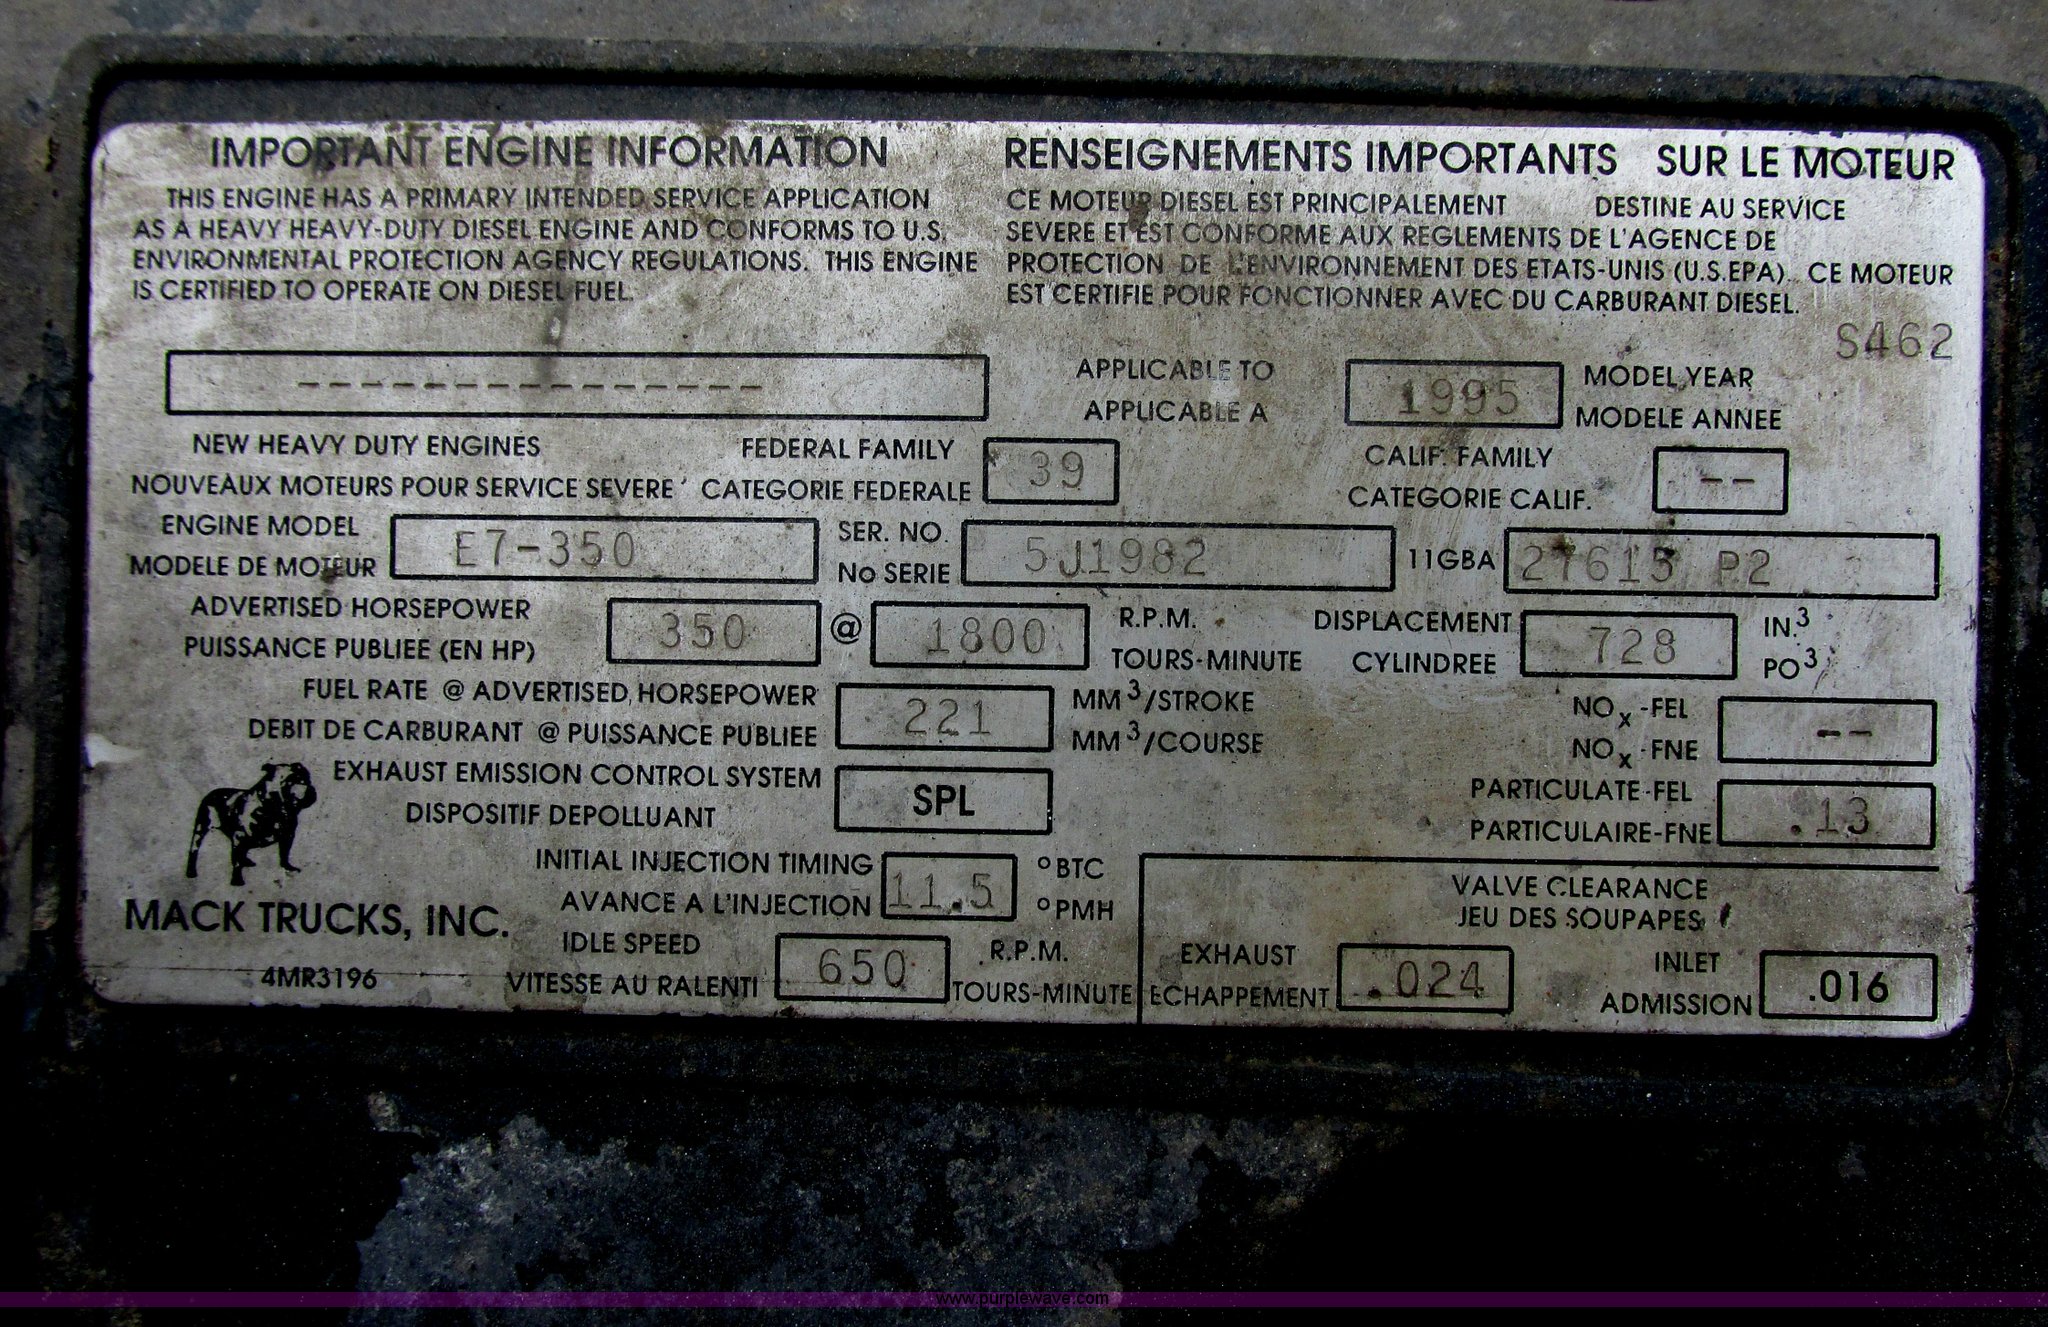 IMPORTANT ENGINE INFORMATION
THIS ENGINE HAS A PRIMARY INTENDED SERVICE APPLICATION
AS A HEAVY HEAVY-DUTY DIESEL ENGINE AND CONFORMS TO U.S.
ENVIRONMENTAL PROTECTION AGENCY REGULATIONS. THIS ENGINE
IS CERTIFIED TO OPERATE ON DIESEL FUEL.
RENSEIGNEMENTS IMPORTANTS SUR LE MOTEUR
CE MOTEUR DIESEL EST PRINCIPALEMENT DESTINE AU SERVICE
SEVERE ET EST CONFORME AUX REGLEMENTS DE L'AGENCE DE
PROTECTION DE L'ENVIRONNEMENT DES ETATS-UNIS (U.S.EPA). CE MOTEUR
EST CERTIFIE POUR FONCTIONNER AVEC DU CARBURANT DIESEL.
S462
--------------- APPLICABLE TO 1995 MODEL YEAR
APPLICABLE A MODELE ANNEE
NEW HEAVY DUTY ENGINES FEDERAL FAMILY 39 CALIF. FAMILY --
NOUVEAUX MOTEURS POUR SERVICE SEVERE CATEGORIE FEDERALE CATEGORIE CALIF.
ENGINE MODEL E7-350 SER. NO. 5J1982 11GBA 27615 P2
MODELE DE MOTEUR No SERIE
ADVERTISED HORSEPOWER 350 @ 1800 R.P.M. DISPLACEMENT 728 IN.3
PUISSANCE PUBLIEE (EN HP) TOURS-MINUTE CYLINDREE PO3
FUEL RATE @ ADVERTISED HORSEPOWER 221 MM3/STROKE NOx-FEL --
DEBIT DE CARBURANT @ PUISSANCE PUBLIEE MM3/COURSE NOx-FNE
EXHAUST EMISSION CONTROL SYSTEM SPL PARTICULATE-FEL .13
DISPOSITIF DEPOLLUANT PARTICULAIRE-FNE
INITIAL INJECTION TIMING 11.5 °BTC
AVANCE A L'INJECTION °PMH
VALVE CLEARANCE
JEU DES SOUPAPES
MACK TRUCKS, INC.
4MR3196
IDLE SPEED 650 R.P.M.
VITESSE AU RALENTI TOURS-MINUTE
EXHAUST .024 INLET .016
ECHAPPEMENT ADMISSION
www.purplewave.com